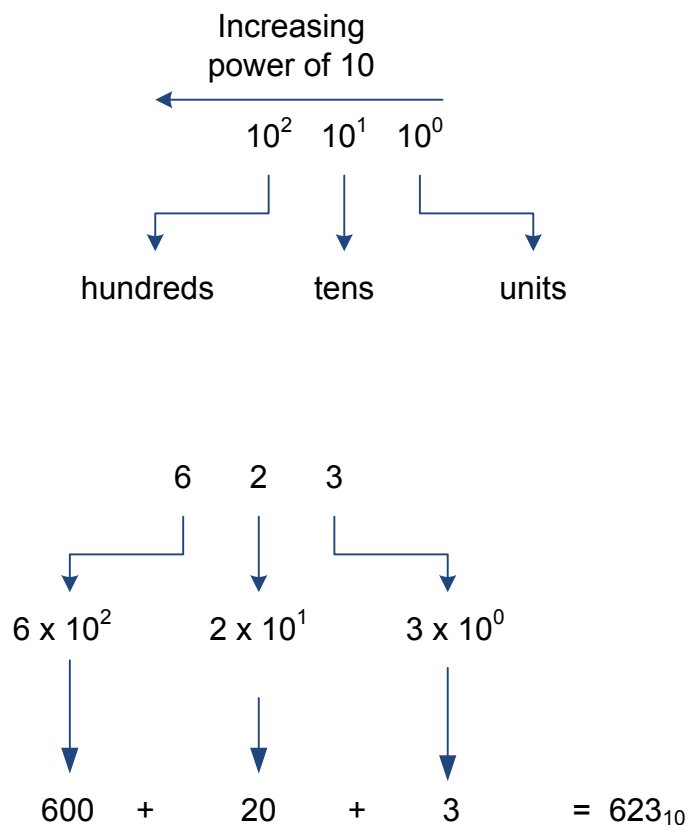 Increasing
power of 10
10² 10¹ 10⁰
hundreds tens units
6 2 3
6 x 10² 2 x 10¹ 3 x 10⁰
600 + 20 + 3 = 623₁₀